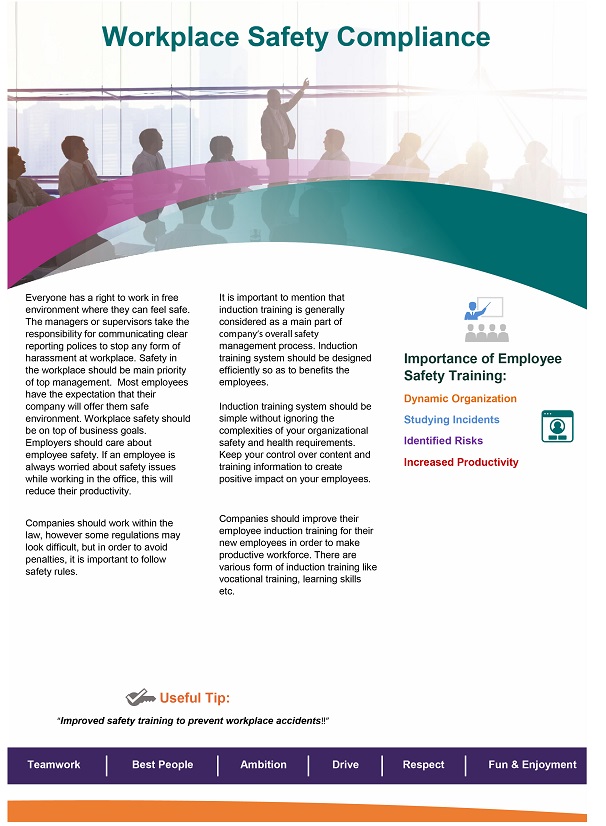 Workplace Safety Compliance
Everyone has a right to work in free
environment where they can feel safe.
The managers or supervisors take the
responsibility for communicating clear
reporting polices to stop any form of
harassment at workplace. Safety in
the workplace should be main priority
of top management.  Most employees
have the expectation that their
company will offer them safe
environment. Workplace safety should
be on top of business goals.
Employers should care about
employee safety. If an employee is
always worried about safety issues
while working in the office, this will
reduce their productivity.
Companies should work within the
law, however some regulations may
look difficult, but in order to avoid
penalties, it is important to follow
safety rules.
It is important to mention that
induction training is generally
considered as a main part of
company's overall safety
management process. Induction
training system should be designed
efficiently so as to benefits the
employees.
Induction training system should be
simple without ignoring the
complexities of your organizational
safety and health requirements.
Keep your control over content and
training information to create
positive impact on your employees.
Companies should improve their
employee induction training for their
new employees in order to make
productive workforce. There are
various form of induction training like
vocational training, learning skills
etc.
Importance of Employee
Safety Training:
Dynamic Organization
Studying Incidents
Identified Risks
Increased Productivity
Useful Tip:
"Improved safety training to prevent workplace accidents!!"
Teamwork | Best People | Ambition | Drive | Respect | Fun & Enjoyment